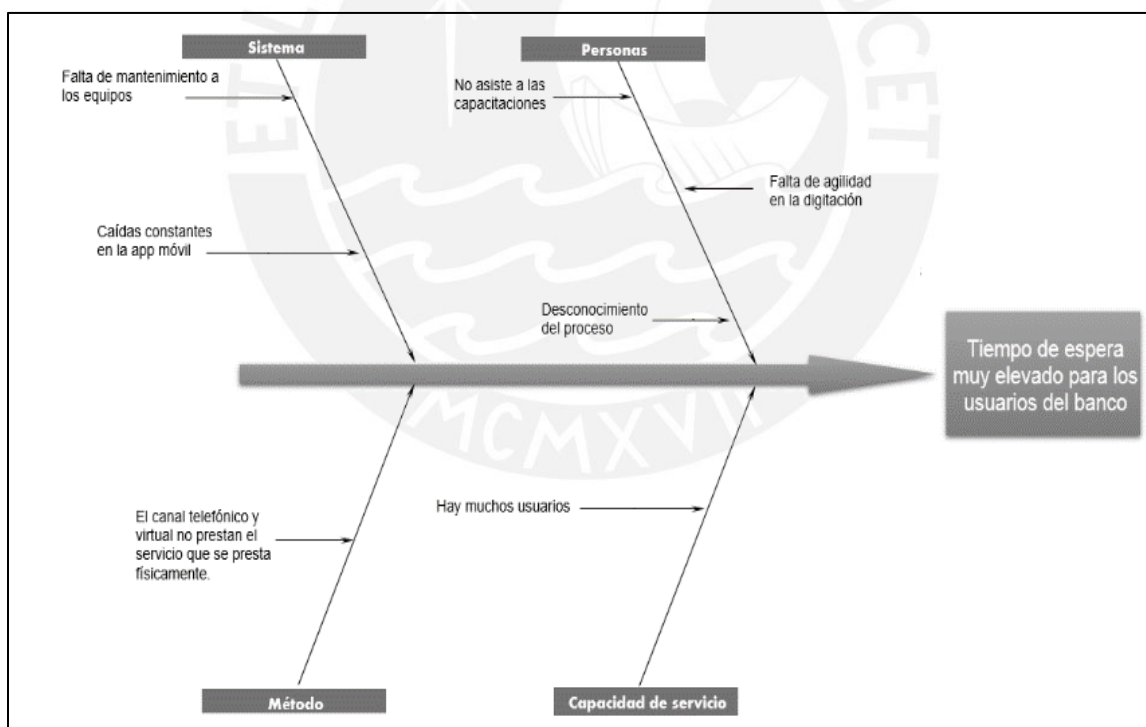 Sistema
Personas
Falta de mantenimiento a
los equipos
No asiste a las
capacitaciones
Falta de agilidad
en la digitación
Caídas constantes
en la app móvil
Desconocimiento
del proceso
Tiempo de espera
muy elevado para los
usuarios del banco
MCMXVII
Hay muchos usuarios
El canal telefónico y
virtual no prestan el
servicio que se presta
físicamente.
Método
Capacidad de servicio